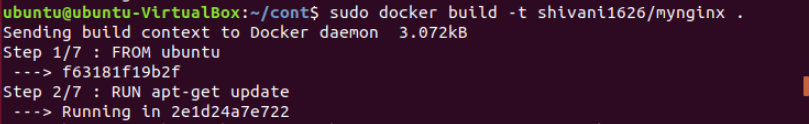 ubuntu@ubuntu-VirtualBox:~/cont$ sudo docker build -t shivani1626/mynginx .
Sending build context to Docker daemon  3.072kB
Step 1/7 : FROM ubuntu
 ---> f63181f19b2f
Step 2/7 : RUN apt-get update
 ---> Running in 2e1d24a7e722